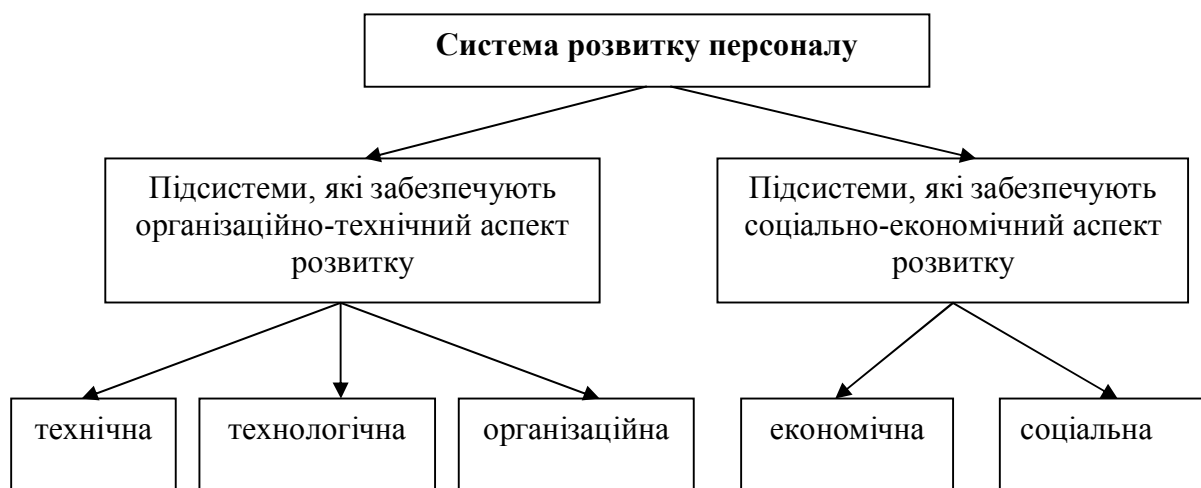 Система розвитку персоналу
Підсистеми, які забезпечують
організаційно-технічний аспект
розвитку
Підсистеми, які забезпечують
соціально-економічний аспект
розвитку
технічна
технологічна
організаційна
економічна
соціальна